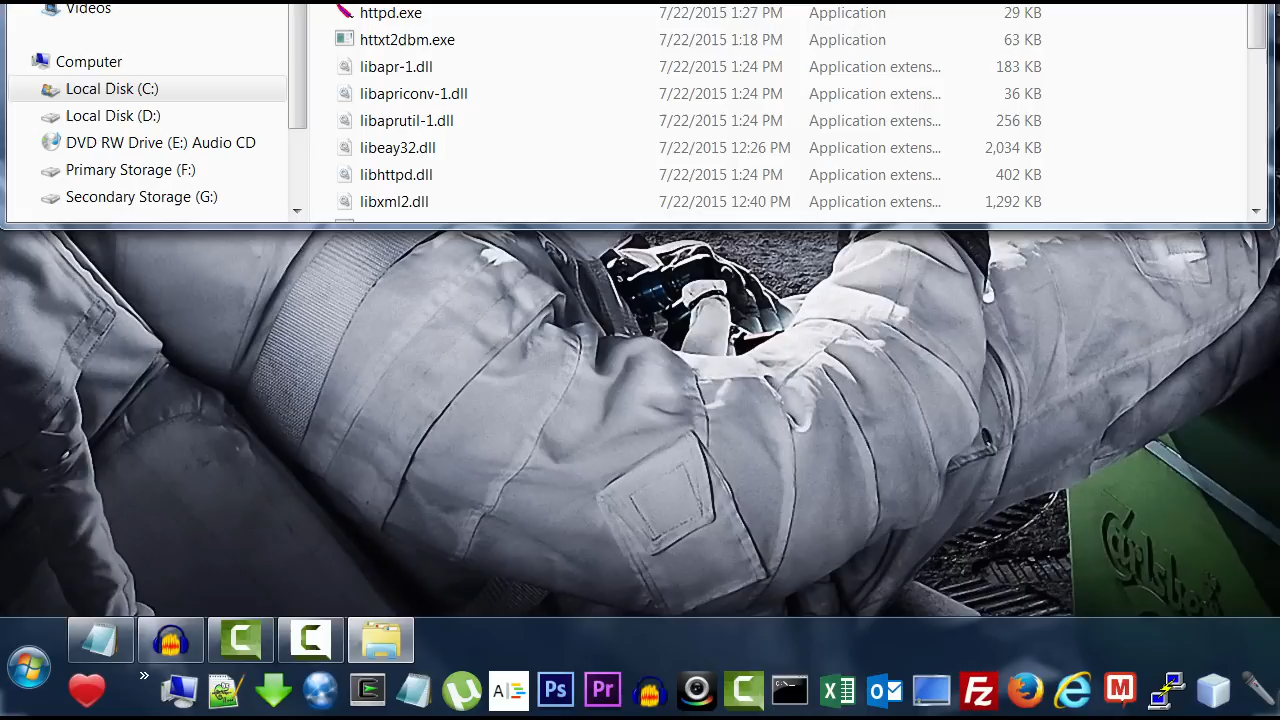 Videos
Computer
Local Disk (C:)
Local Disk (D:)
DVD RW Drive (E:) Audio CD
Primary Storage (F:)
Secondary Storage (G:)
httpd.exe 7/22/2015 1:27 PM Application 29 KB
httxt2dbm.exe 7/22/2015 1:18 PM Application 63 KB
libapr-1.dll 7/22/2015 1:24 PM Application extens... 183 KB
libapriconv-1.dll 7/22/2015 1:24 PM Application extens... 36 KB
libaprutil-1.dll 7/22/2015 1:24 PM Application extens... 256 KB
libeay32.dll 7/22/2015 12:26 PM Application extens... 2,034 KB
libhttpd.dll 7/22/2015 1:24 PM Application extens... 402 KB
libxml2.dll 7/22/2015 12:40 PM Application extens... 1,292 KB
Carlsberg
C C
» A Ps Pr C X O Fz e M